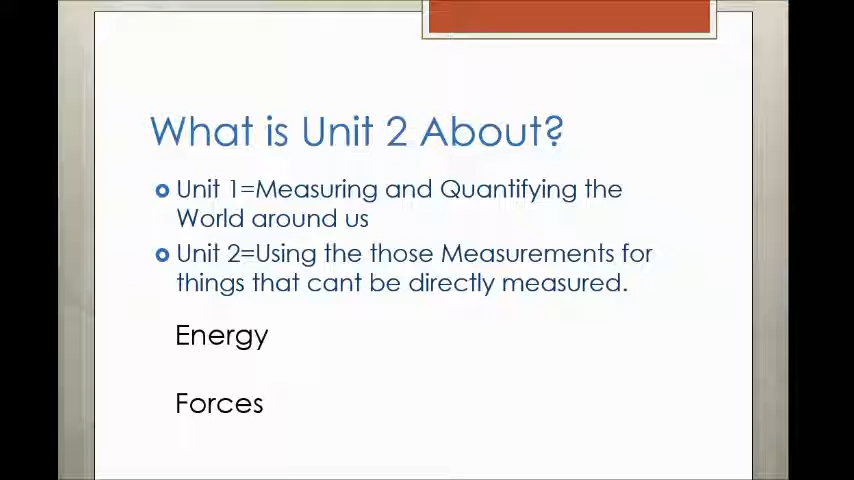 What is Unit 2 About?
Unit 1=Measuring and Quantifying the
World around us
Unit 2=Using the those Measurements for
things that cant be directly measured.
Energy
Forces